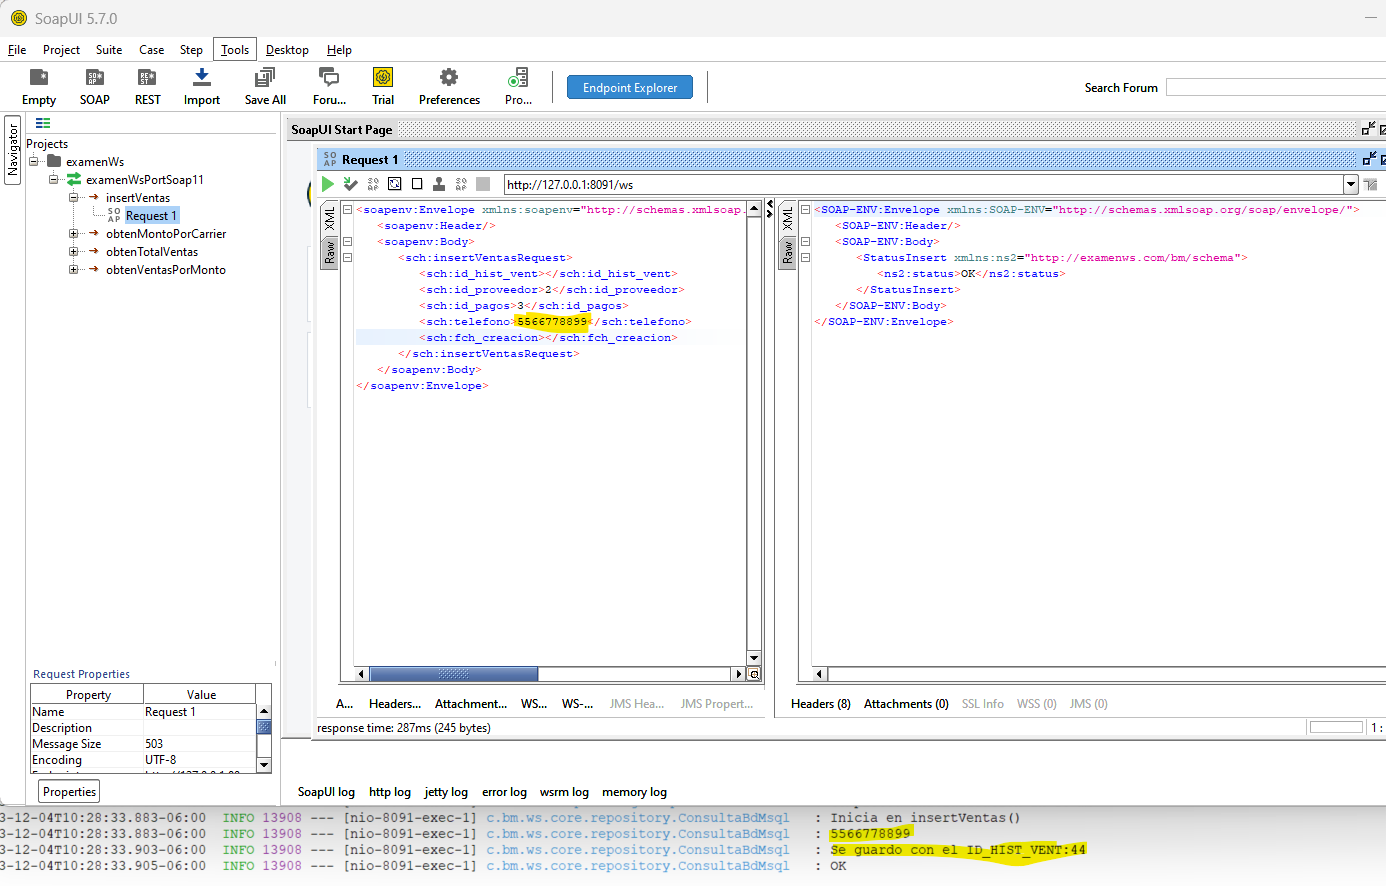 SoapUI 5.7.0
File Project Suite Case Step Tools Desktop Help
Empty SOAP REST Import Save All Foru... Trial Preferences Pro... Endpoint Explorer Search Forum
Navigator
Projects
examenWs
examenWsPortSoap11
insertVentas
Request 1
obtenMontoPorCarrier
obtenTotalVentas
obtenVentasPorMonto
SoapUI Start Page
Request 1
http://127.0.0.1:8091/ws
XML
Raw
<soapenv:Envelope xmlns:soapenv="http://schemas.xmlsoap.
<soapenv:Header/>
<soapenv:Body>
<sch:insertVentasRequest>
<sch:id_hist_vent></sch:id_hist_vent>
<sch:id_proveedor>2</sch:id_proveedor>
<sch:id_pagos>3</sch:id_pagos>
<sch:telefono>5566778899</sch:telefono>
<sch:fch_creacion></sch:fch_creacion>
</sch:insertVentasRequest>
</soapenv:Body>
</soapenv:Envelope>
XML
Raw
<SOAP-ENV:Envelope xmlns:SOAP-ENV="http://schemas.xmlsoap.org/soap/envelope/">
<SOAP-ENV:Header/>
<SOAP-ENV:Body>
<StatusInsert xmlns:ns2="http://examenws.com/bm/schema">
<ns2:status>OK</ns2:status>
</StatusInsert>
</SOAP-ENV:Body>
</SOAP-ENV:Envelope>
A... Headers... Attachment... WS... WS-... JMS Hea... JMS Propert...
Headers (8) Attachments (0) SSL Info WSS (0) JMS (0)
response time: 287ms (245 bytes)
1 :
Request Properties
Property Value
Name Request 1
Description
Message Size 503
Encoding UTF-8
Properties
SoapUI log http log jetty log error log wsrm log memory log
3-12-04T10:28:33.883-06:00 INFO 13908 --- [nio-8091-exec-1] c.bm.ws.core.repository.ConsultaBdMsql : Inicia en insertVentas()
3-12-04T10:28:33.883-06:00 INFO 13908 --- [nio-8091-exec-1] c.bm.ws.core.repository.ConsultaBdMsql : 5566778899
3-12-04T10:28:33.903-06:00 INFO 13908 --- [nio-8091-exec-1] c.bm.ws.core.repository.ConsultaBdMsql : Se guardo con el ID_HIST_VENT:44
3-12-04T10:28:33.905-06:00 INFO 13908 --- [nio-8091-exec-1] c.bm.ws.core.repository.ConsultaBdMsql : OK